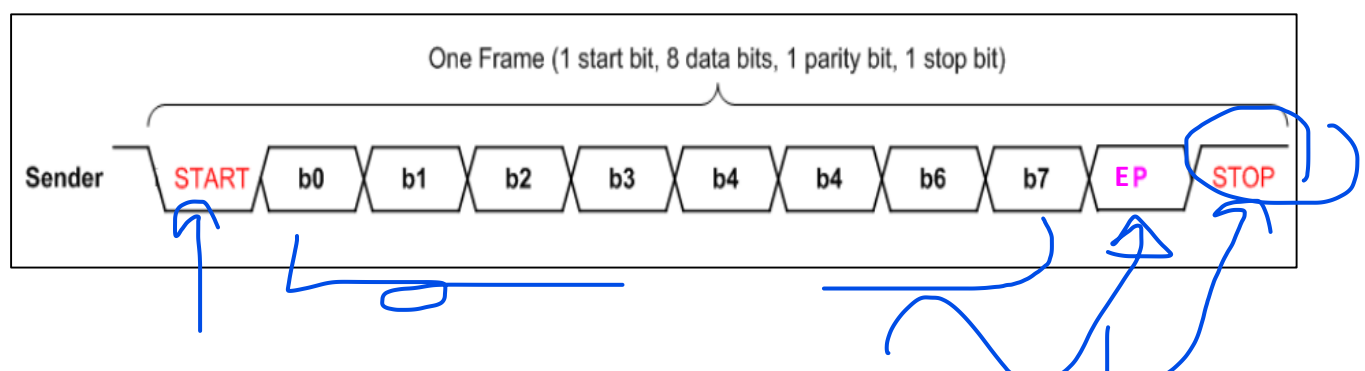 One Frame (1 start bit, 8 data bits, 1 parity bit, 1 stop bit)
Sender START b0 b1 b2 b3 b4 b4 b6 b7 EP STOP